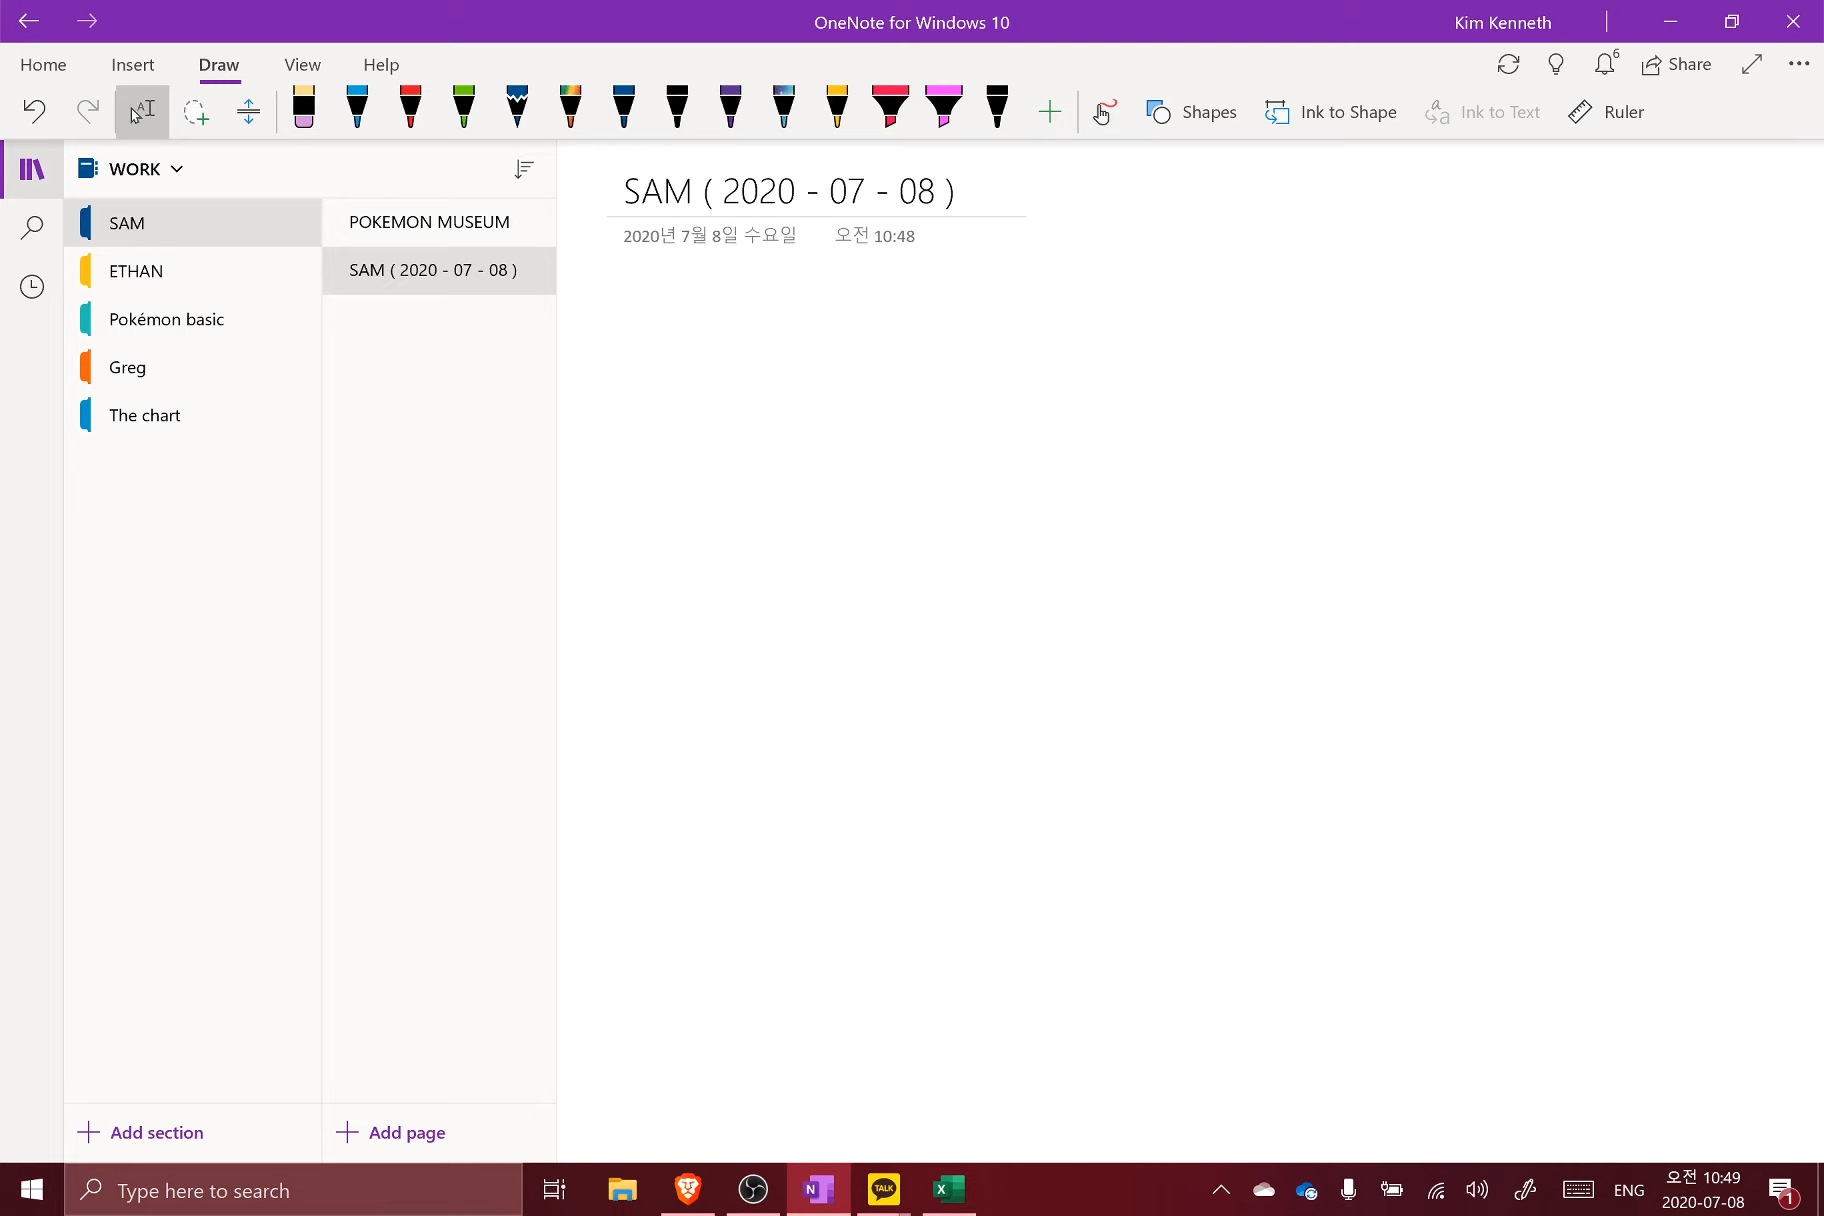 OneNote for Windows 10
Kim Kenneth
Home Insert Draw View Help
6
Share
Shapes
Ink to Shape
Ink to Text
Ruler
WORK
SAM
ETHAN
Pokémon basic
Greg
The chart
POKEMON MUSEUM
SAM ( 2020 - 07 - 08 )
SAM ( 2020 - 07 - 08 )
2020년 7월 8일 수요일 오전 10:48
Add section
Add page
Type here to search
N
TALK
X
ENG
오전 10:49
2020-07-08
1